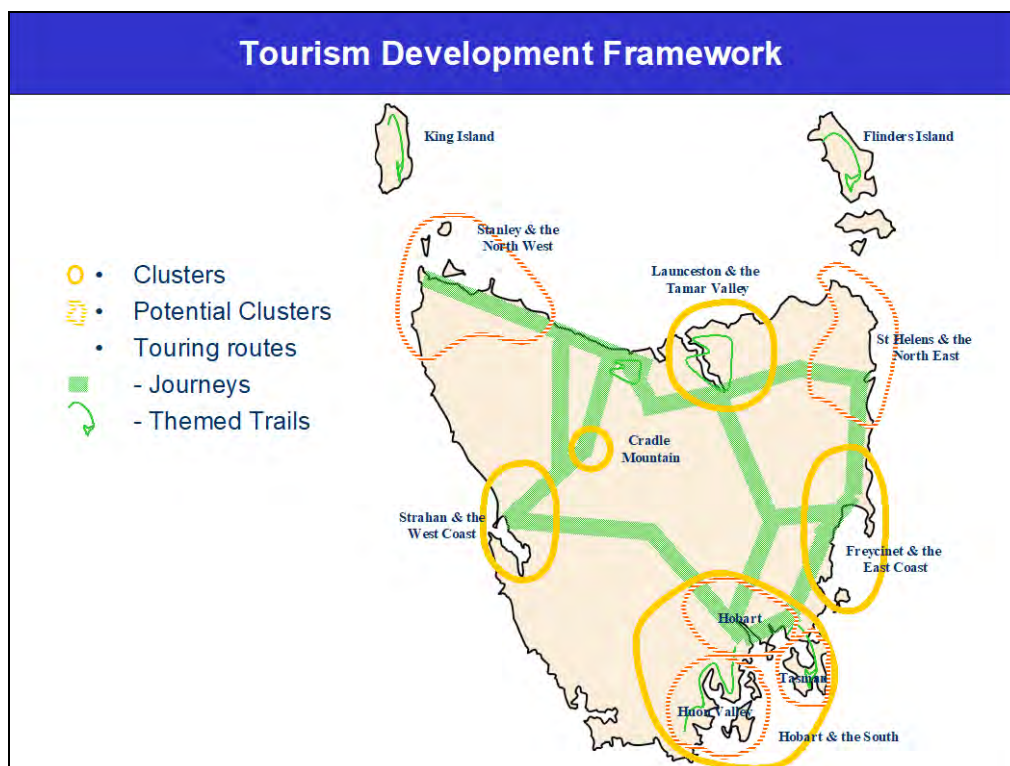 Tourism Development Framework
King Island
Flinders Island
Stanley & the
North West
Launceston & the
Tamar Valley
St Helens & the
North East
• Clusters
• Potential Clusters
• Touring routes
- Journeys
- Themed Trails
Cradle
Mountain
Strahan & the
West Coast
Freycinet & the
East Coast
Hobart
Tasman
Huon Valley
Hobart & the South